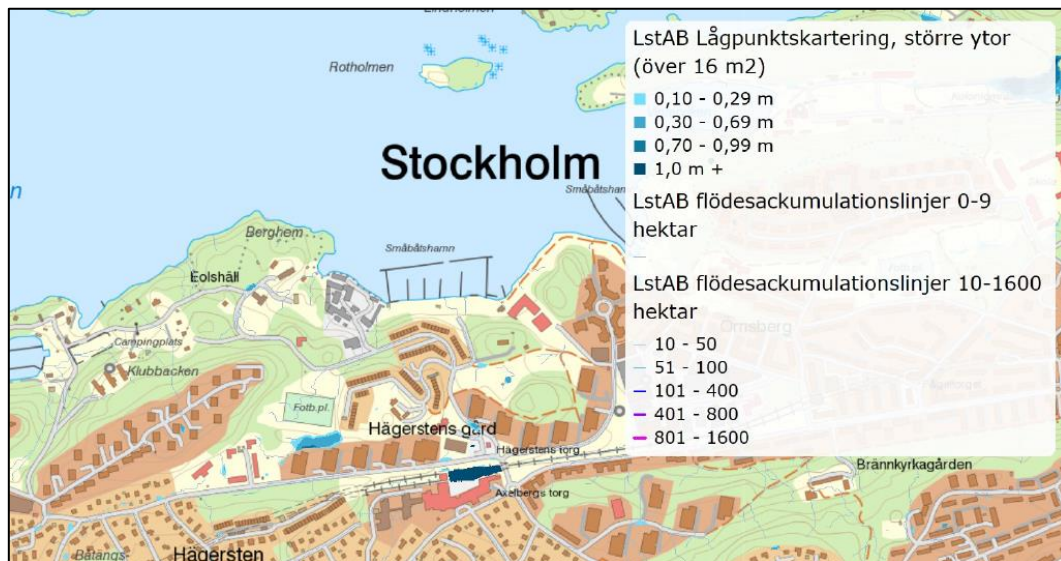 Rotholmen
Stockholm
Småbåtshamn
Berghem
Eolshäll
Campingplats
Klubbacken
Fotb.pl.
Hägerstens gård
Hägerstens torg
Axelbergs torg
Hägersten
Brännkyrkagården
Örnsberg
LstAB Lågpunktskartering, större ytor
(över 16 m2)
0,10 - 0,29 m
0,30 - 0,69 m
0,70 - 0,99 m
1,0 m +
LstAB flödesackumulationslinjer 0-9
hektar
LstAB flödesackumulationslinjer 10-1600
hektar
10 - 50
51 - 100
101 - 400
401 - 800
801 - 1600